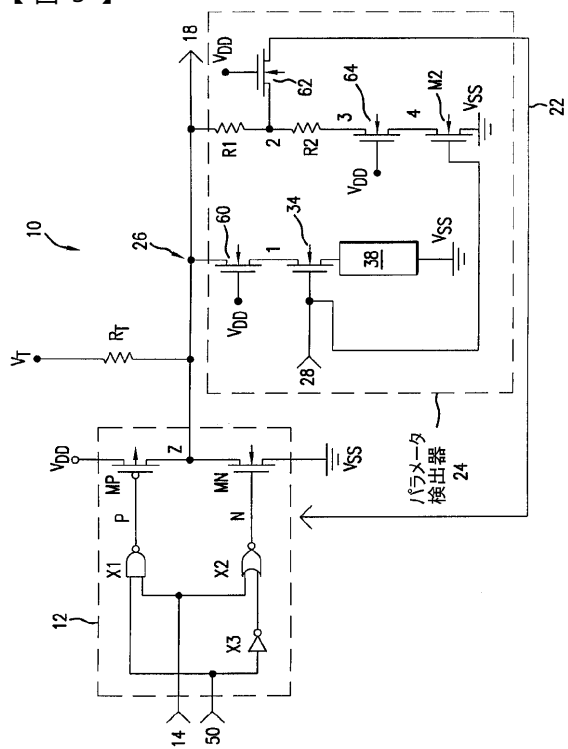 【 図 】
10
12
14
50
X1
X2
X3
P
N
MP
MN
VDD
VSS
Z
VT
RT
26
18
VDD
60
1
34
28
38
VSS
R1
2
R2
VDD
62
3
64
VDD
4
M2
VSS
22
パラメータ
検出器
24